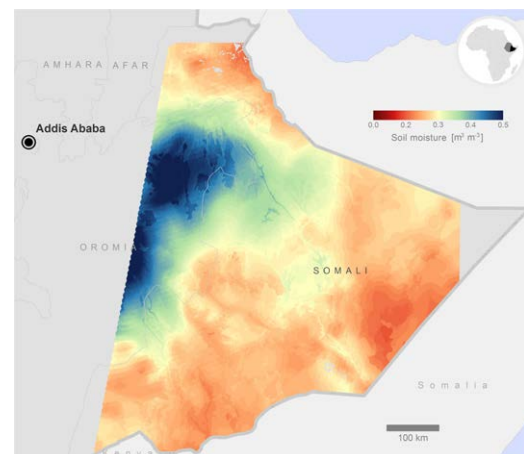 AMHARA AFAR
Addis Ababa
0.0 0.1 0.2 0.3 0.4 0.5
Soil moisture [m³ m⁻³]
OROMIA
SOMALI
Somalia
100 km
Kenya